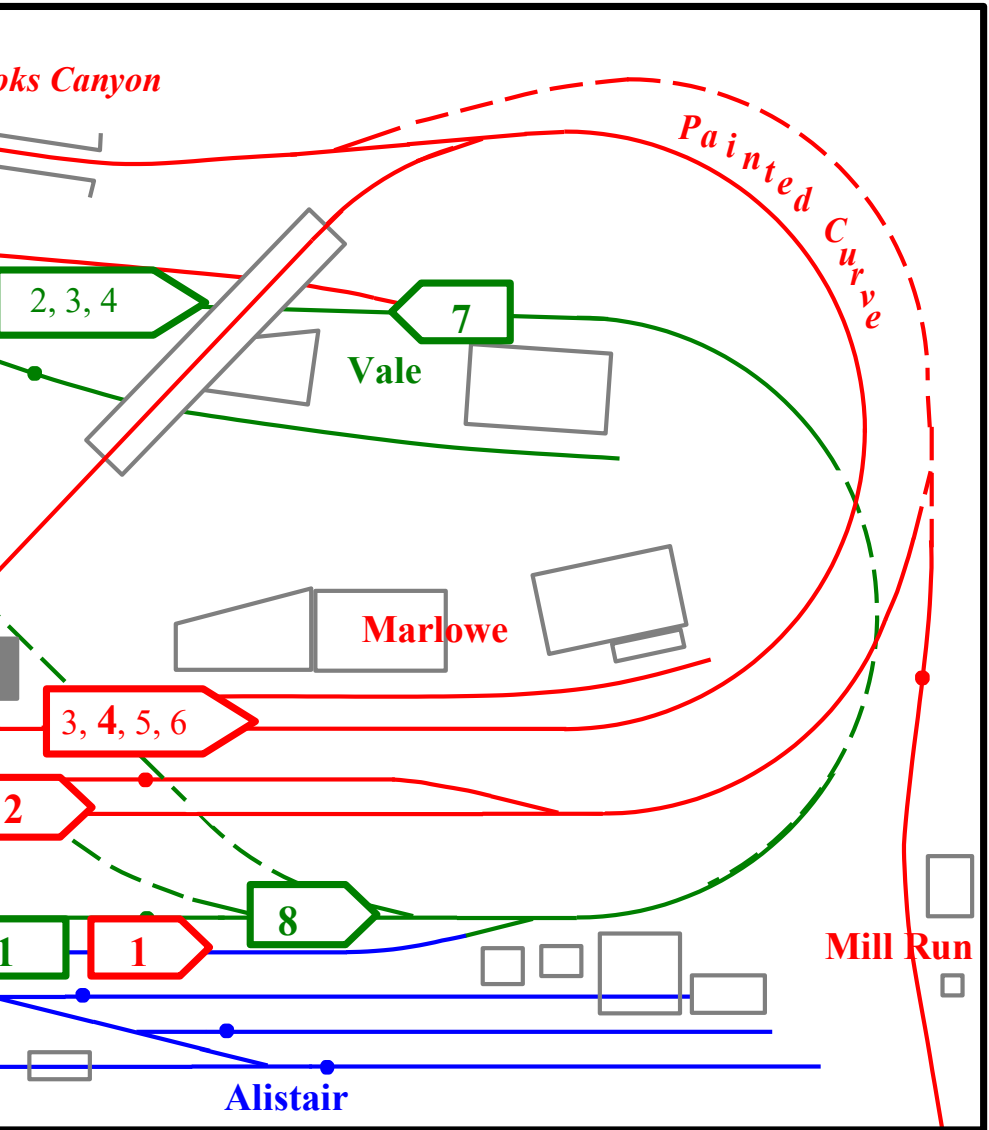 oks Canyon
Painted Curve
2, 3, 4
7
Vale
Marlowe
3, 4, 5, 6
2
8
1
1
Mill Run
Alistair